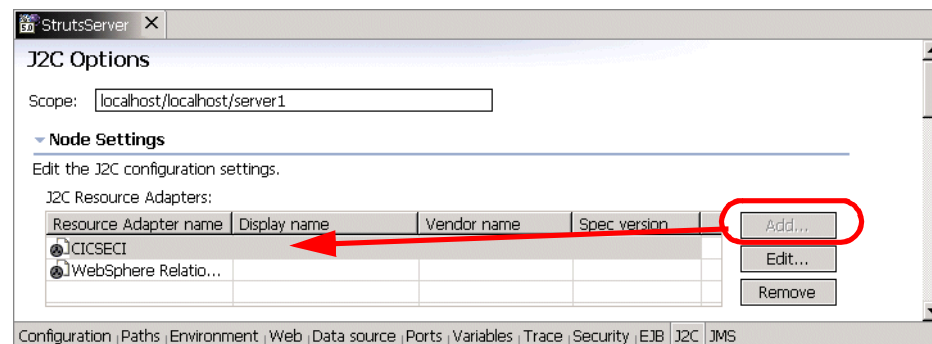 StrutsServer
J2C Options
Scope: localhost/localhost/server1
Node Settings
Edit the J2C configuration settings.
J2C Resource Adapters:
Resource Adapter name Display name Vendor name Spec version Add...
CICSECI
Edit...
WebSphere Relatio...
Remove
Configuration Paths Environment Web Data source Ports Variables Trace Security EJB J2C JMS